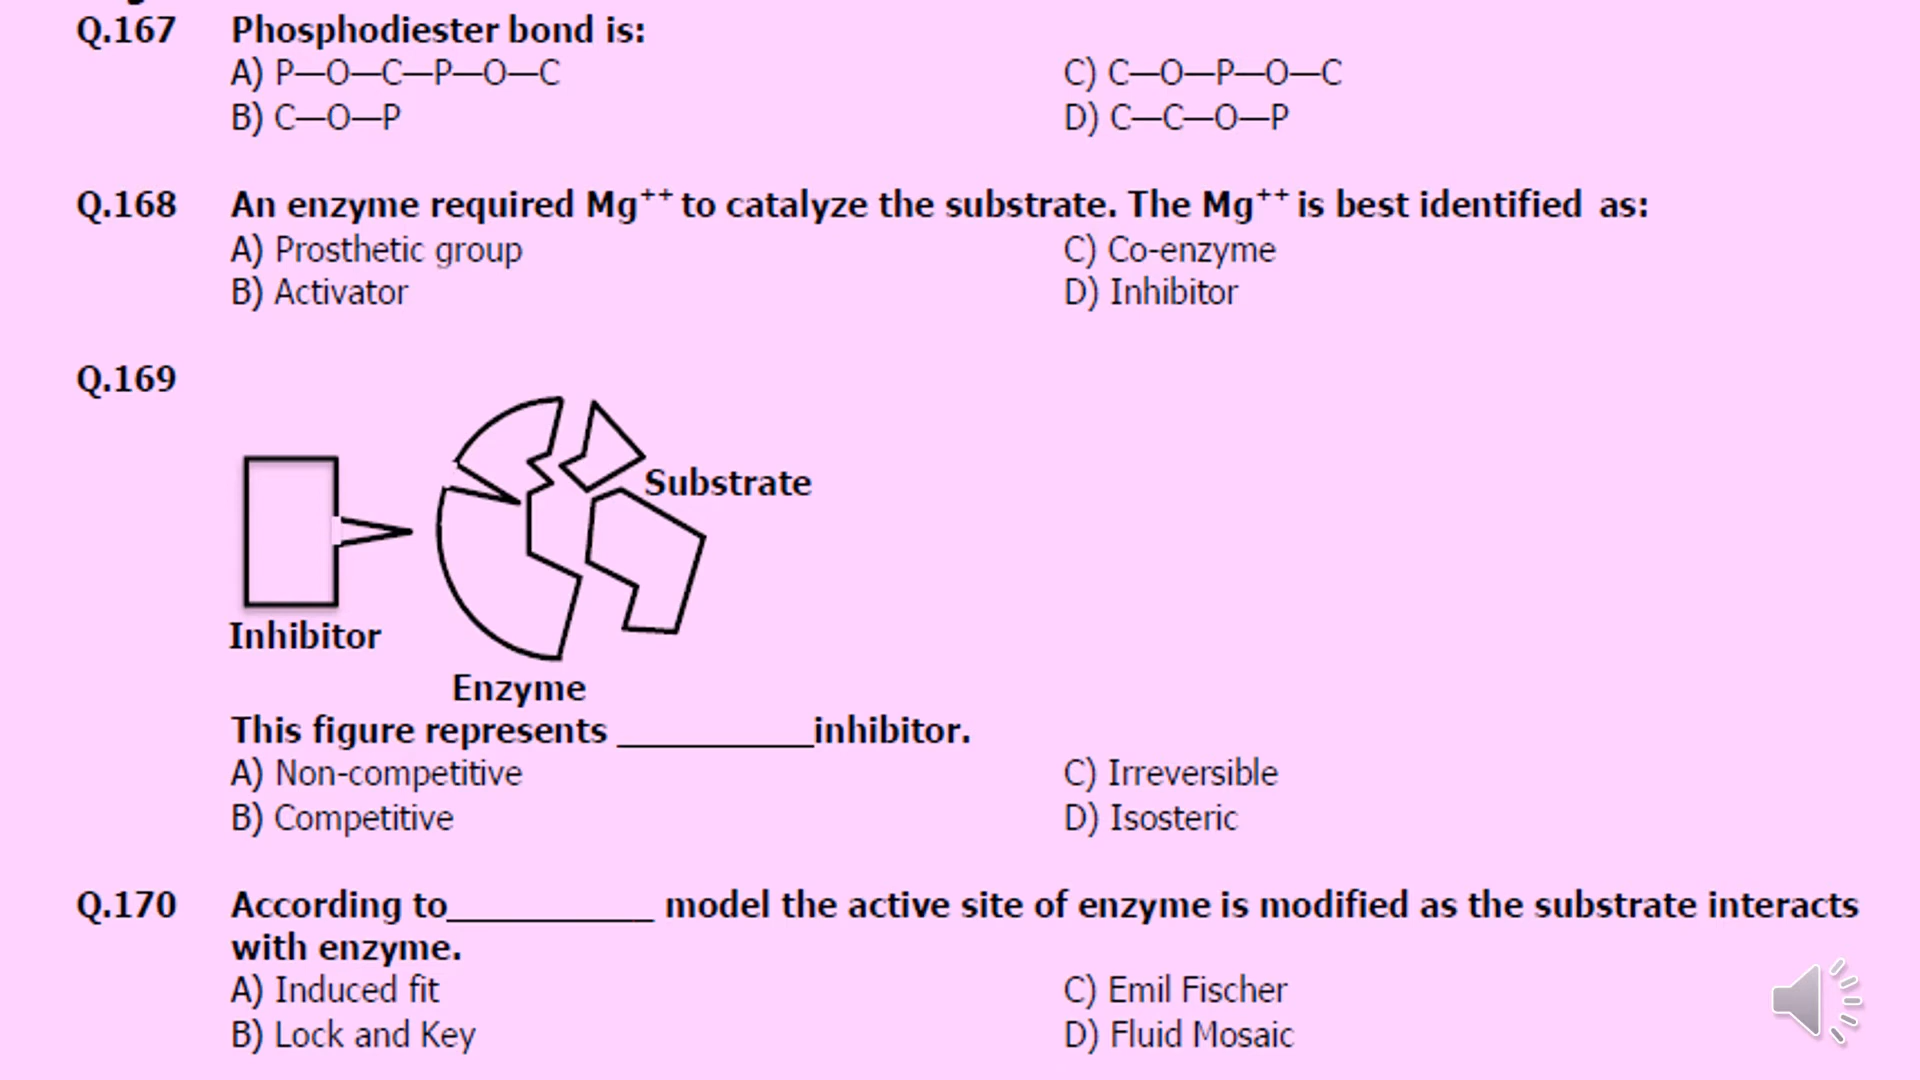 Q.167 Phosphodiester bond is:
A) P—O—C—P—O—C C) C—O—P—O—C
B) C—O—P D) C—C—O—P
Q.168 An enzyme required Mg⁺⁺ to catalyze the substrate. The Mg⁺⁺ is best identified as:
A) Prosthetic group C) Co-enzyme
B) Activator D) Inhibitor
Q.169
Substrate
Inhibitor
Enzyme
This figure represents __________inhibitor.
A) Non-competitive C) Irreversible
B) Competitive D) Isosteric
Q.170 According to__________ model the active site of enzyme is modified as the substrate interacts
with enzyme.
A) Induced fit C) Emil Fischer
B) Lock and Key D) Fluid Mosaic